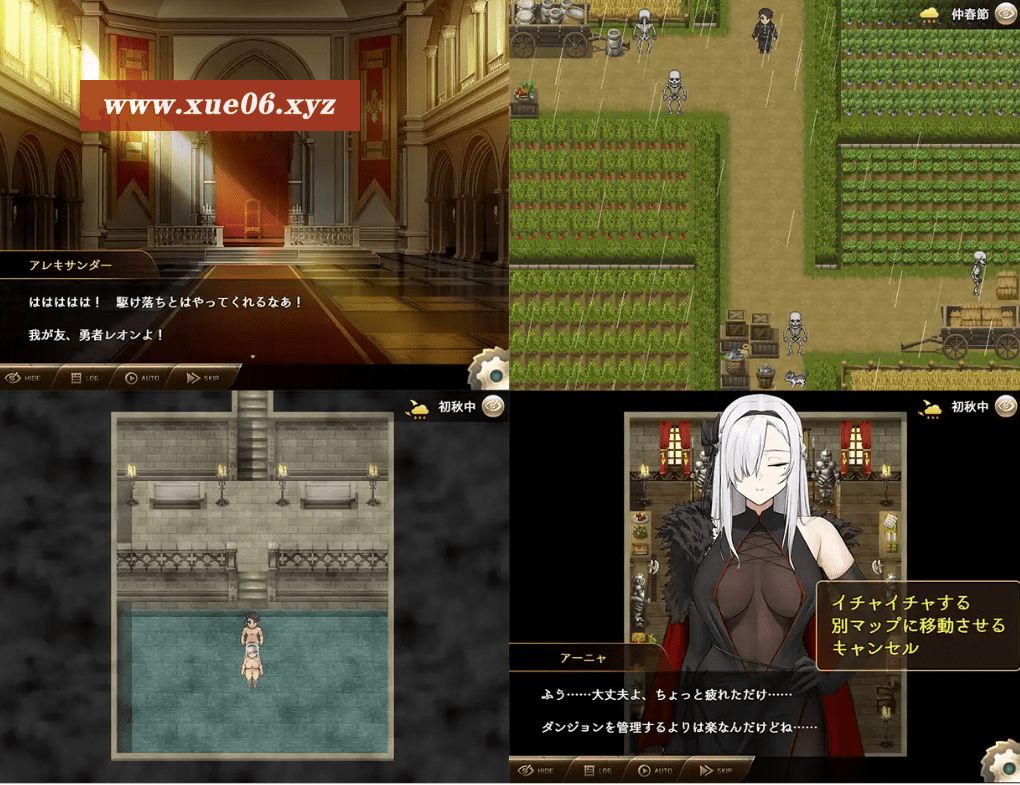 www.xue06.xyz
アレキサンダー
はははははは！　駆け落ちとはやってくれるなあ！
我が友、勇者レオンよ！
HIDE LOG AUTO SKIP
仲春節
初秋中
初秋中
イチャイチャする
別マップに移動させる
キャンセル
アーニャ
ふう……大丈夫よ、ちょっと疲れただけ……
ダンジョンを管理するよりは楽なんだけどね……
HIDE LOG AUTO SKIP